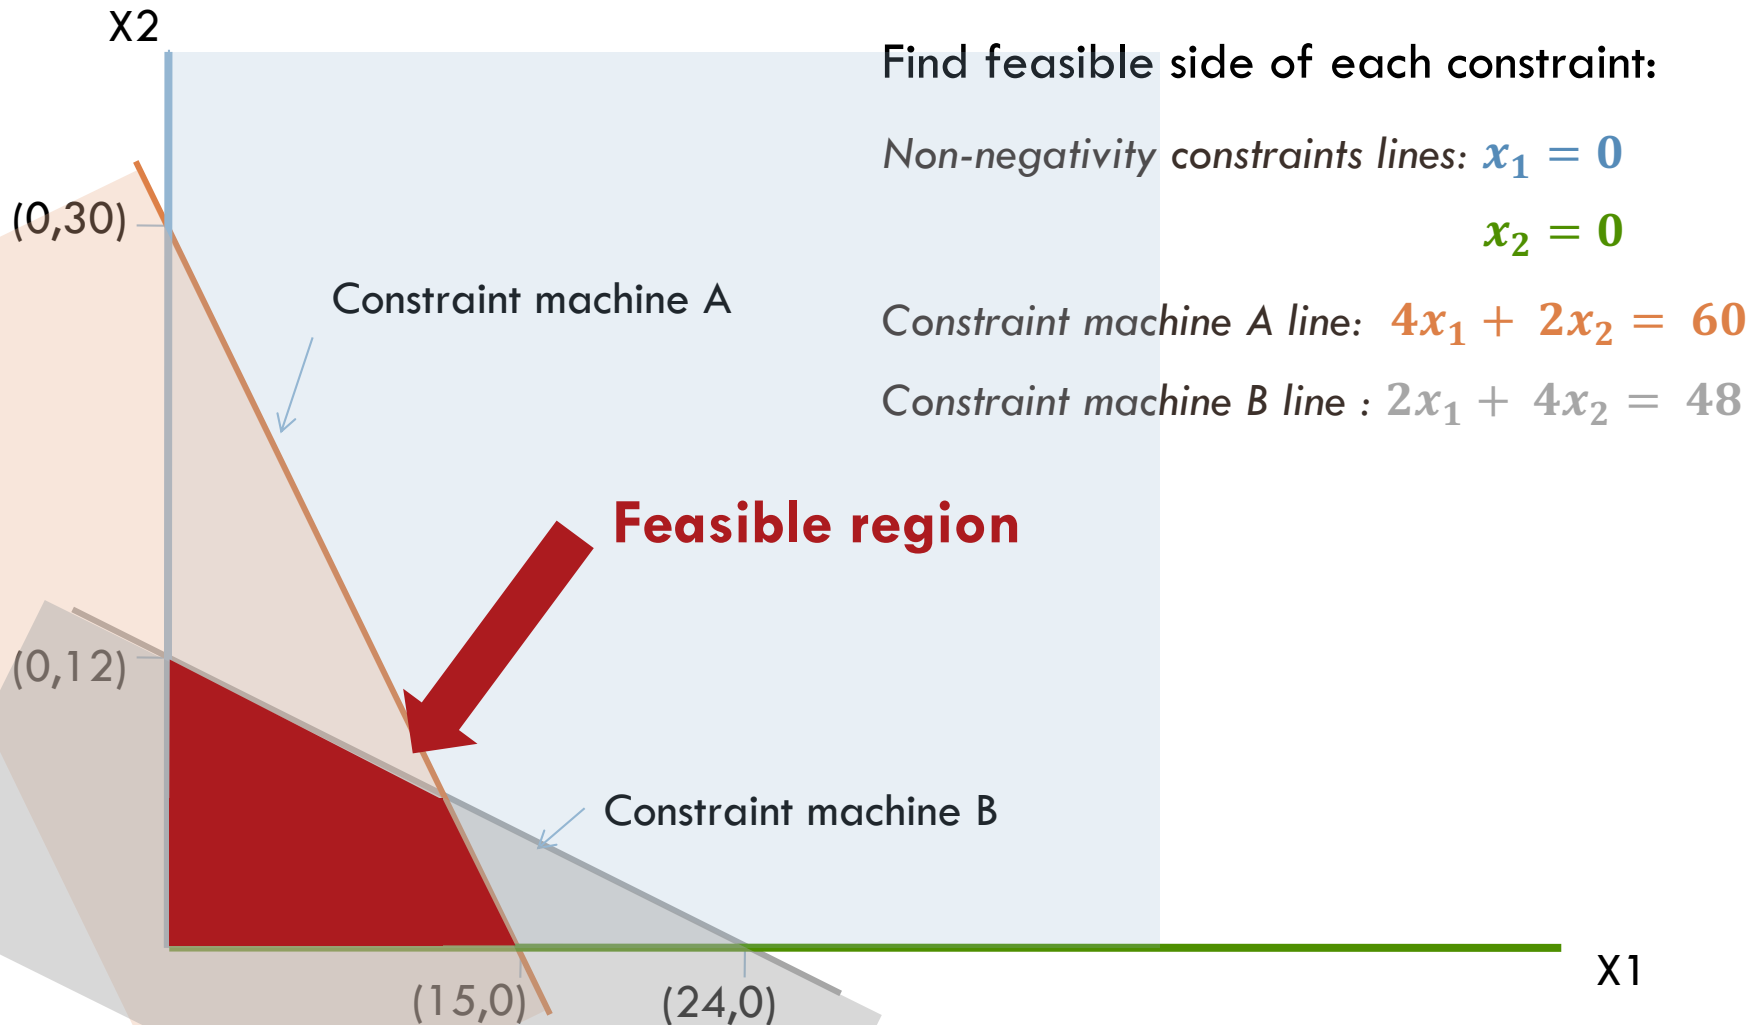 X2
Find feasible side of each constraint:
Non-negativity constraints lines: x₁ = 0
x₂ = 0
(0,30)
Constraint machine A
Constraint machine A line: 4x₁ + 2x₂ = 60
Constraint machine B line : 2x₁ + 4x₂ = 48
Feasible region
(0,12)
Constraint machine B
X1
(15,0)
(24,0)